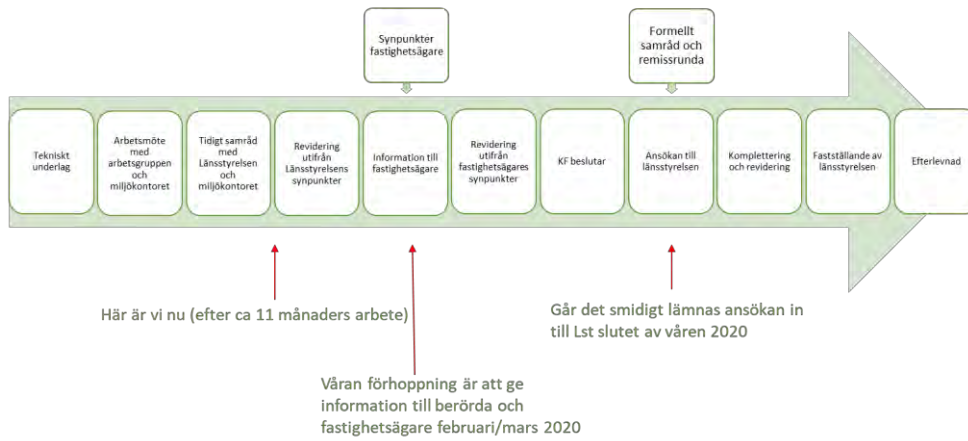 Synpunkter
fastighetsägare
Formellt
samråd och
remissrunda
Tekniskt
underlag
Arbetsmöte
med
arbetsgruppen
och
miljökontoret
Tidigt samråd
med
Länsstyrelsen
och
miljökontoret
Revidering
utifrån
Länsstyrelsens
synpunkter
Information till
fastighetsägare
Revidering
utifrån
fastighetsägares
synpunkter
KF beslutar
Ansökan till
länsstyrelsen
Komplettering
och revidering
Fastställande av
länsstyrelsen
Efterlevnad
Här är vi nu (efter ca 11 månaders arbete)
Går det smidigt lämnas ansökan in
till Lst slutet av våren 2020
Våran förhoppning är att ge
information till berörda och
fastighetsägare februari/mars 2020